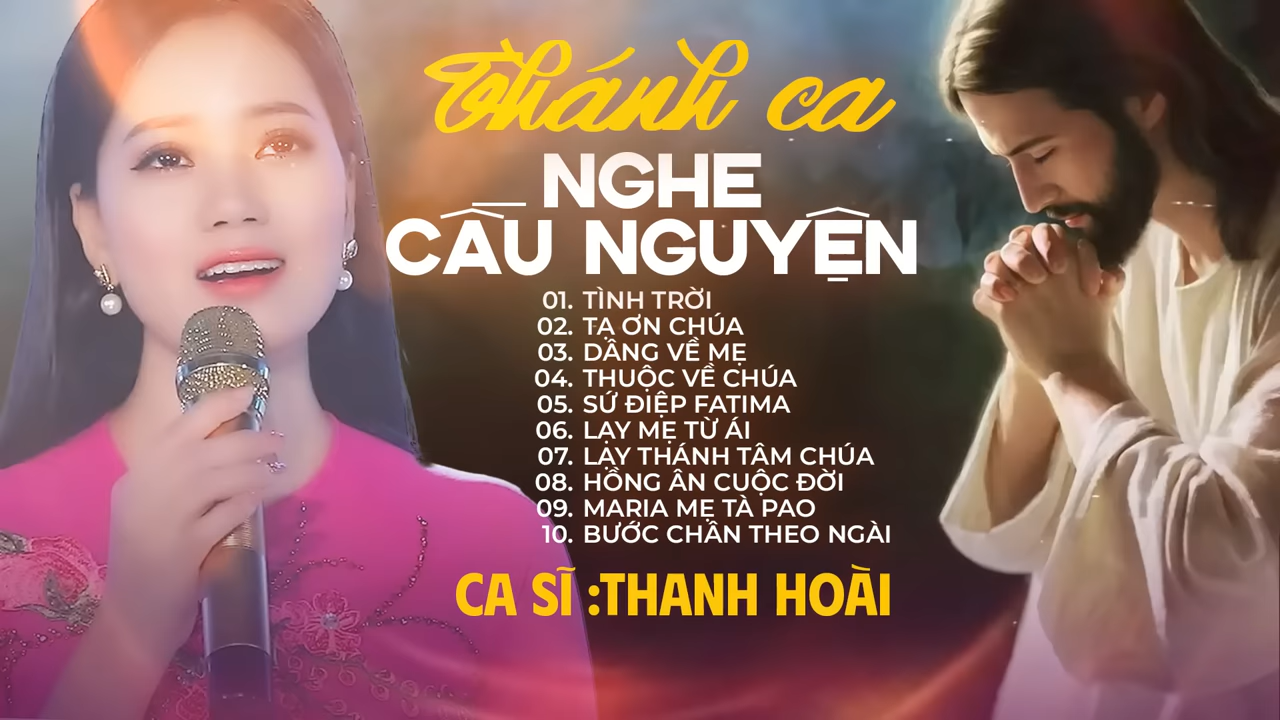 Thánh ca
NGHE
CẦU NGUYỆN
01. TÌNH TRỜI
02. TẠ ƠN CHÚA
03. DÂNG VỀ MẸ
04. THUỘC VỀ CHÚA
05. SỨ ĐIỆP FATIMA
06. LẠY MẸ TỪ ÁI
07. LẠY THÁNH TÂM CHÚA
08. HỒNG ÂN CUỘC ĐỜI
09. MARIA MẸ TÀ PAO
10. BƯỚC CHÂN THEO NGÀI
CA SĨ :THANH HOÀI